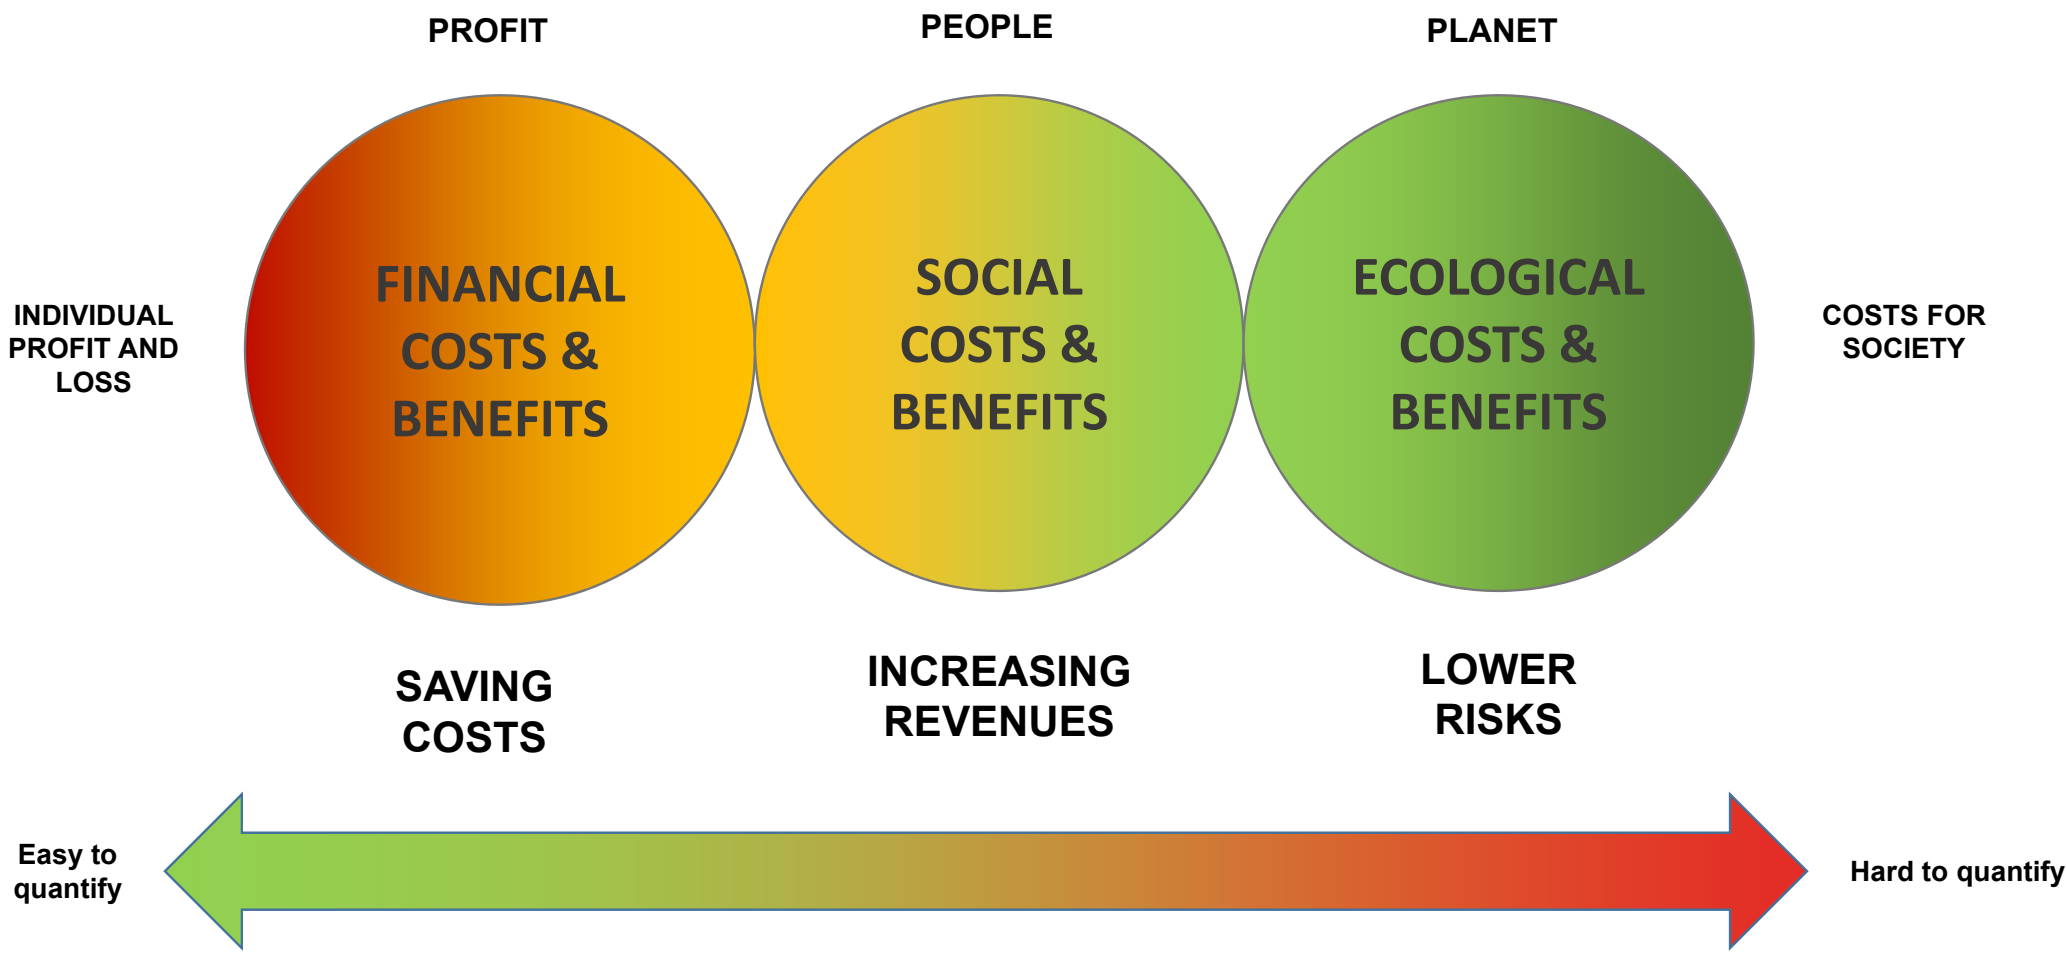 PROFIT
PEOPLE
PLANET
INDIVIDUAL
PROFIT AND
LOSS
FINANCIAL
COSTS &
BENEFITS
SOCIAL
COSTS &
BENEFITS
ECOLOGICAL
COSTS &
BENEFITS
COSTS FOR
SOCIETY
SAVING
COSTS
INCREASING
REVENUES
LOWER
RISKS
Easy to
quantify
Hard to quantify